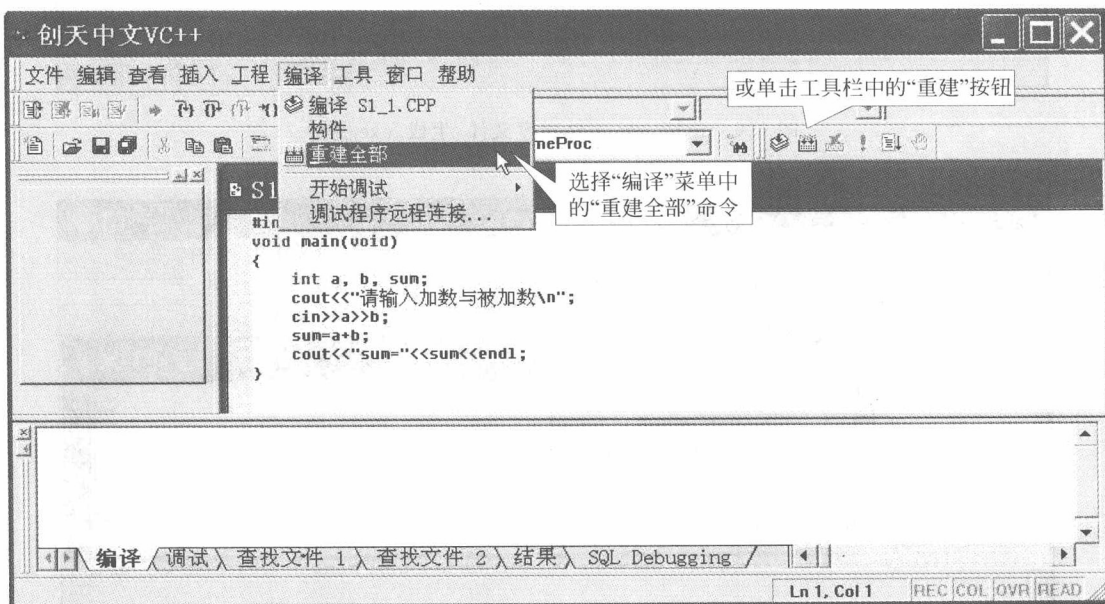 创天中文VC++
文件 编辑 查看 插入 工程 编译 工具 窗口 帮助
或单击工具栏中的“重建”按钮
编译 S1_1.CPP
构件
重建全部
neProc
开始调试
调试程序远程连接...
选择“编译”菜单中
的“重建全部”命令
S1
#in
void main(void)
{
int a, b, sum;
cout<<"请输入加数与被加数\n";
cin>>a>>b;
sum=a+b;
cout<<"sum="<<sum<<endl;
}
编译 调试 查找文件 1 查找文件 2 结果 SQL Debugging
Ln 1, Col 1 REC COL OVR READ